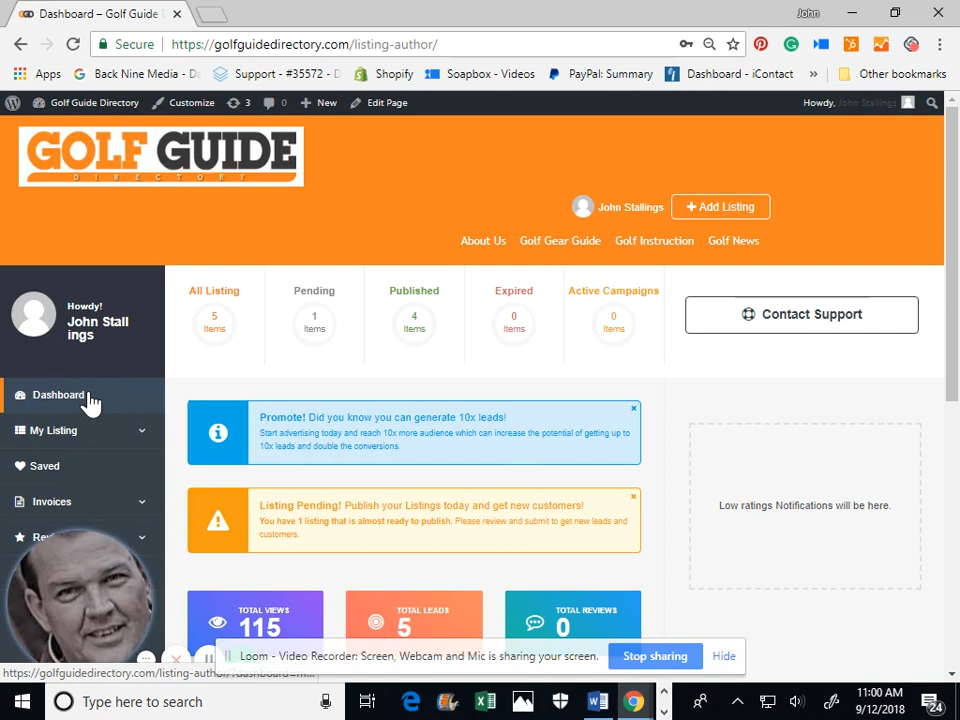 Dashboard – Golf Guide
John
Secure
https://golfguidedirectory.com/listing-author/
Apps
Back Nine Media - Da
Support - #35572 - D
Shopify
Soapbox - Videos
PayPal: Summary
Dashboard - iContact
»
Other bookmarks
Golf Guide Directory
Customize
3
0
New
Edit Page
Howdy, John Stallings
GOLF GUIDE
DIRECTORY
John Stallings
+ Add Listing
About Us
Golf Gear Guide
Golf Instruction
Golf News
Howdy!
John Stall
ings
All Listing
5
Items
Pending
1
Items
Published
4
Items
Expired
0
Items
Active Campaigns
0
Items
Contact Support
Dashboard
My Listing
Saved
Invoices
Promote! Did you know you can generate 10x leads!
Start advertising today and reach 10x more audience which can increase the potential of getting up to
10x leads and double the conversions.
Listing Pending! Publish your Listings today and get new customers!
You have 1 listing that is almost ready to publish. Please review and submit to get new leads and
customers.
Low ratings Notifications will be here.
TOTAL VIEWS
115
TOTAL LEADS
5
TOTAL REVIEWS
0
Loom - Video Recorder: Screen, Webcam and Mic is sharing your screen.
Stop sharing
Hide
https://golfguidedirectory.com/listing-author/?dashboard=m...
Type here to search
11:00 AM
9/12/2018
24